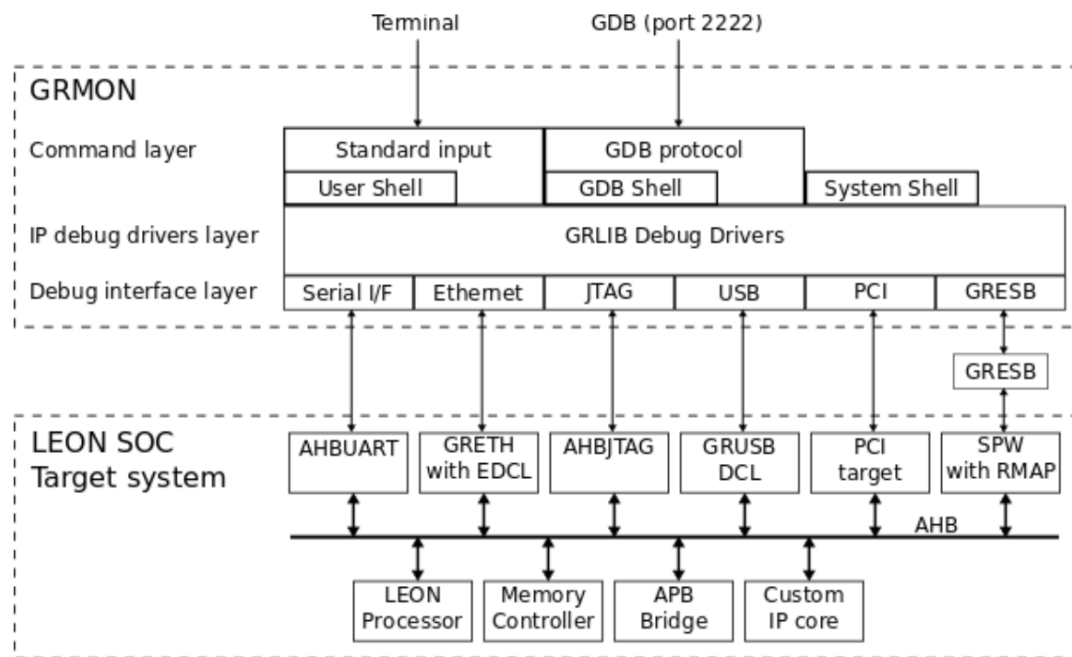 Terminal
GDB (port 2222)
GRMON
Command layer
Standard input
GDB protocol
User Shell
GDB Shell
System Shell
IP debug drivers layer
GRLIB Debug Drivers
Debug interface layer
Serial I/F
Ethernet
JTAG
USB
PCI
GRESB
GRESB
LEON SOC
Target system
AHBUART
GRETH
with EDCL
AHBJTAG
GRUSB
DCL
PCI
target
SPW
with RMAP
AHB
LEON
Processor
Memory
Controller
APB
Bridge
Custom
IP core